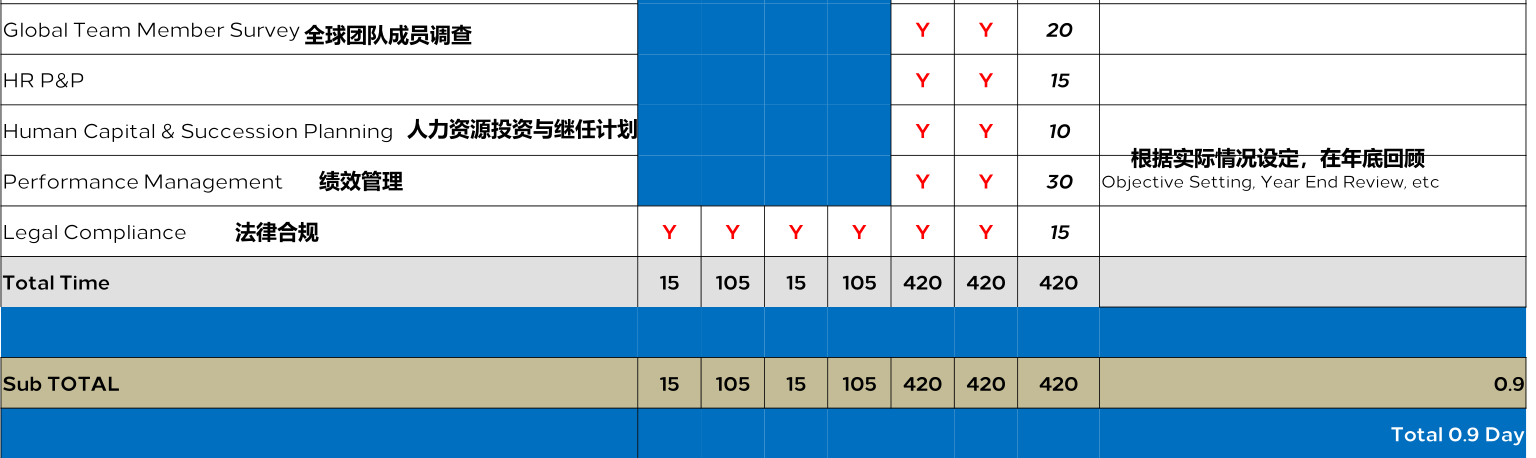 Global Team Member Survey 全球团队成员调查 Y Y 20
HR P&P Y Y 15
Human Capital & Succession Planning 人力资源投资与继任计划 Y Y 10
根据实际情况设定，在年底回顾
Performance Management 绩效管理 Y Y 30 Objective Setting, Year End Review, etc
Legal Compliance 法律合规 Y Y Y Y Y Y 15
Total Time 15 105 15 105 420 420 420
Sub TOTAL 15 105 15 105 420 420 420 0.9
Total 0.9 Day